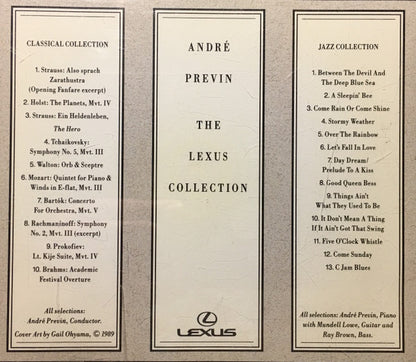 CLASSICAL COLLECTION
1. Strauss: Also sprach
Zarathustra
(Opening Fanfare excerpt)
2. Holst: The Planets, Mvt. IV
3. Strauss: Ein Heldenleben,
The Hero
4. Tchaikovsky:
Symphony No. 5, Mvt. III
5. Walton: Orb & Sceptre
6. Mozart: Quintet for Piano &
Winds in E-flat, Mvt. III
7. Bartók: Concerto
For Orchestra, Mvt. V
8. Rachmaninoff: Symphony
No. 2, Mvt. III (excerpt)
9. Prokofiev:
Lt. Kije Suite, Mvt. IV
10. Brahms: Academic
Festival Overture
All selections:
André Previn, Conductor.
Cover Art by Gail Ohyama, © 1989
ANDRÉ
PREVIN
THE
LEXUS
COLLECTION
LEXUS
JAZZ COLLECTION
1. Between The Devil And
The Deep Blue Sea
2. A Sleepin' Bee
3. Come Rain Or Come Shine
4. Stormy Weather
5. Over The Rainbow
6. Let's Fall In Love
7. Day Dream/
Prelude To A Kiss
8. Good Queen Bess
9. Things Ain't
What They Used To Be
10. It Don't Mean A Thing
If It Ain't Got That Swing
11. Five O'Clock Whistle
12. Come Sunday
13. C Jam Blues
All selections: André Previn, Piano
with Mundell Lowe, Guitar and
Ray Brown, Bass.